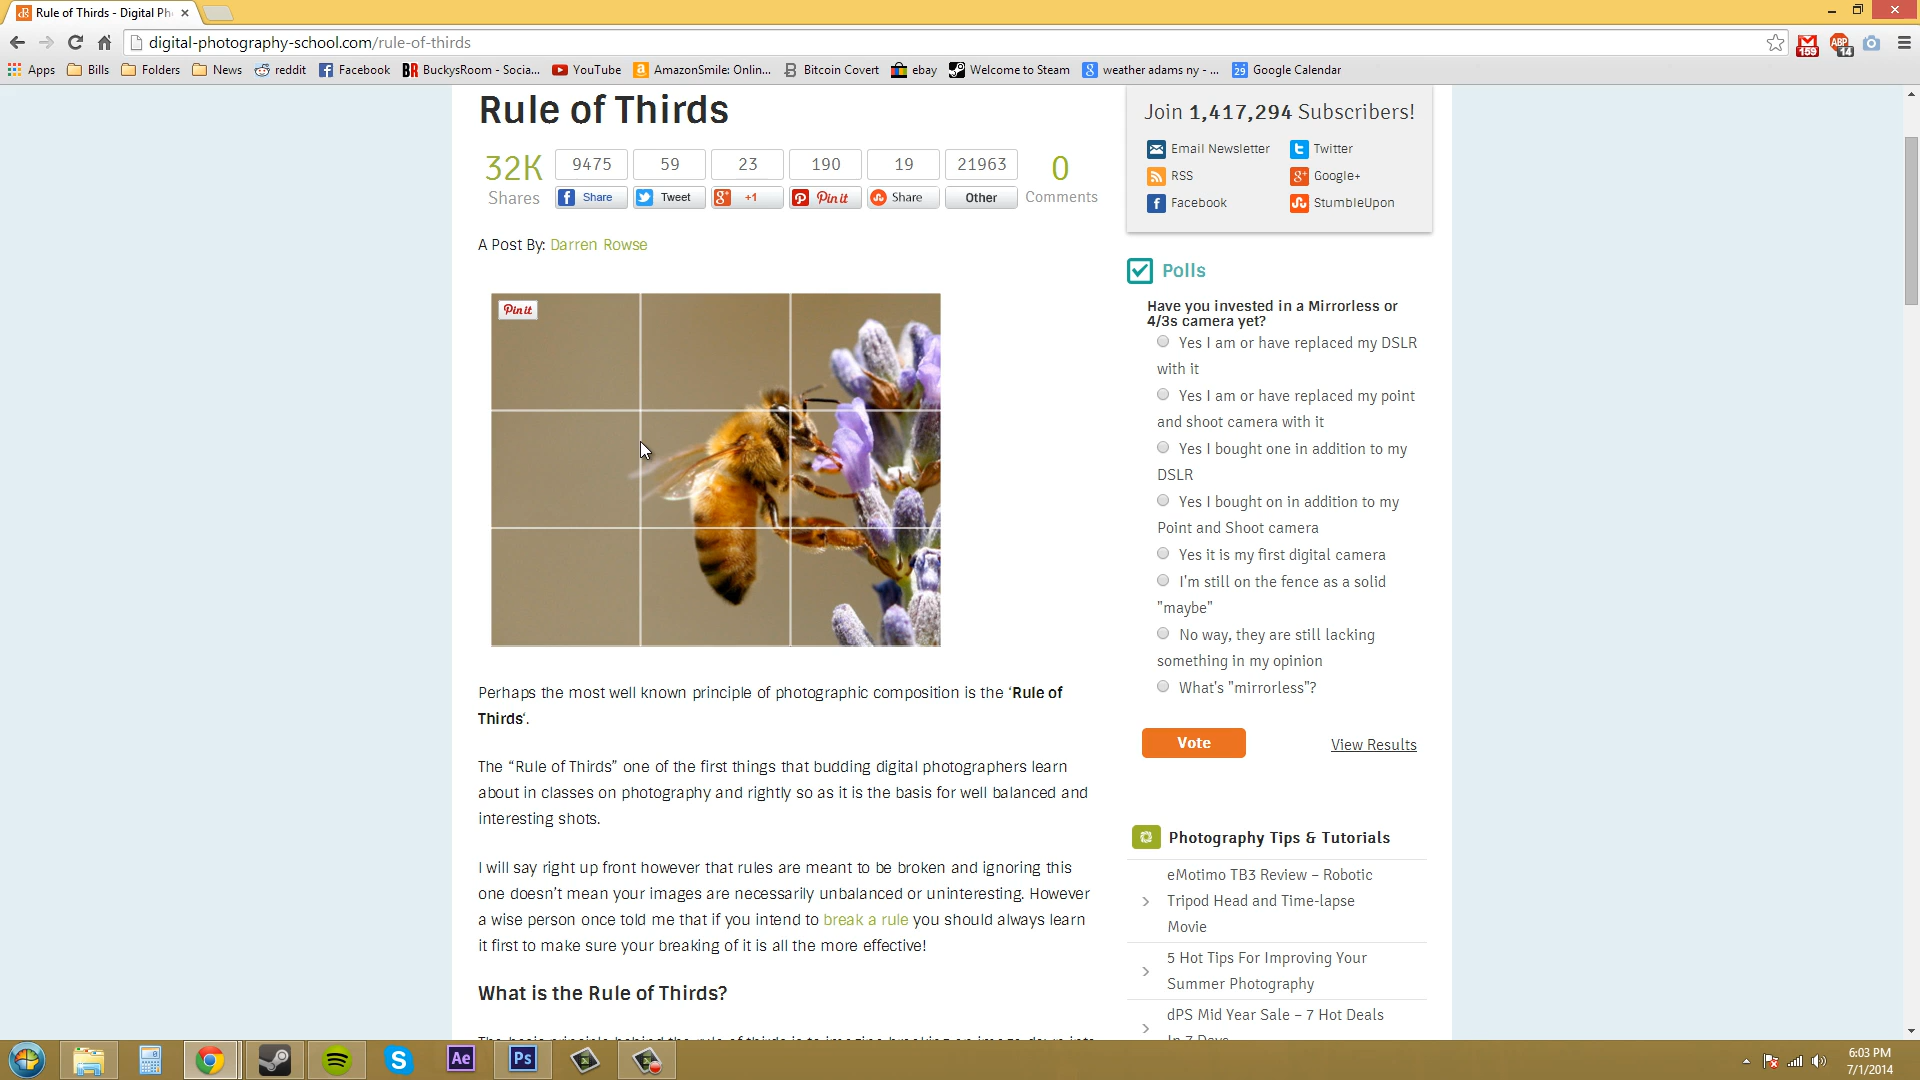 Rule of Thirds - Digital Ph
digital-photography-school.com/rule-of-thirds
159
ABP
14
Apps Bills Folders News reddit Facebook BuckysRoom - Socia... YouTube AmazonSmile: Onlin... Bitcoin Covert ebay Welcome to Steam weather adams ny - ... 29 Google Calendar
Rule of Thirds
32K 9475 59 23 190 19 21963 0
Shares Share Tweet +1 Pin it Share Other Comments
A Post By: Darren Rowse
Pin it
Perhaps the most well known principle of photographic composition is the ‘Rule of
Thirds‘.
The “Rule of Thirds” one of the first things that budding digital photographers learn
about in classes on photography and rightly so as it is the basis for well balanced and
interesting shots.
I will say right up front however that rules are meant to be broken and ignoring this
one doesn’t mean your images are necessarily unbalanced or uninteresting. However
a wise person once told me that if you intend to break a rule you should always learn
it first to make sure your breaking of it is all the more effective!
What is the Rule of Thirds?
Join 1,417,294 Subscribers!
Email Newsletter Twitter
RSS Google+
Facebook StumbleUpon
Polls
Have you invested in a Mirrorless or
4/3s camera yet?
Yes I am or have replaced my DSLR
with it
Yes I am or have replaced my point
and shoot camera with it
Yes I bought one in addition to my
DSLR
Yes I bought on in addition to my
Point and Shoot camera
Yes it is my first digital camera
I'm still on the fence as a solid
"maybe"
No way, they are still lacking
something in my opinion
What's "mirrorless"?
Vote View Results
Photography Tips & Tutorials
eMotimo TB3 Review – Robotic
Tripod Head and Time-lapse
Movie
5 Hot Tips For Improving Your
Summer Photography
dPS Mid Year Sale – 7 Hot Deals
Ae Ps
6:03 PM
7/1/2014